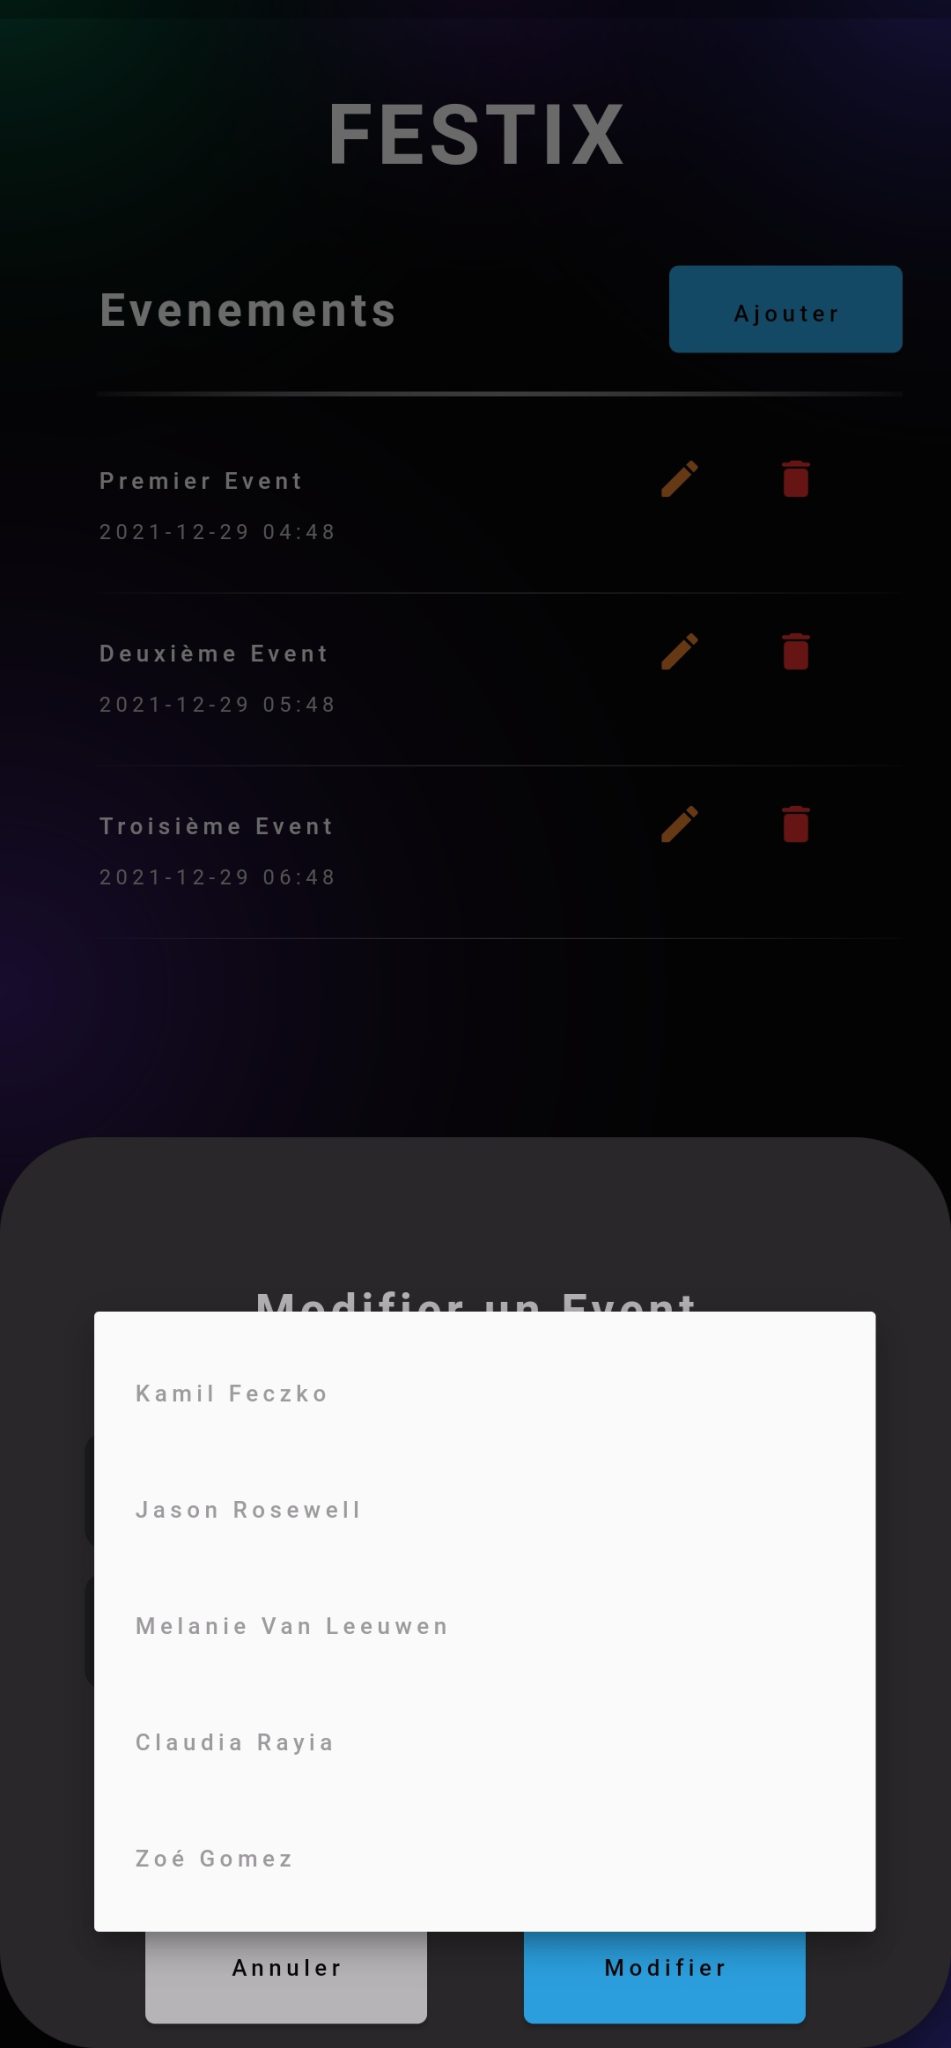 FESTIX
Evenements
Ajouter
Premier Event
2021-12-29 04:48
Deuxième Event
2021-12-29 05:48
Troisième Event
2021-12-29 06:48
Modifier un Event
Kamil Feczko
Jason Rosewell
Melanie Van Leeuwen
Claudia Rayia
Zoé Gomez
Annuler
Modifier